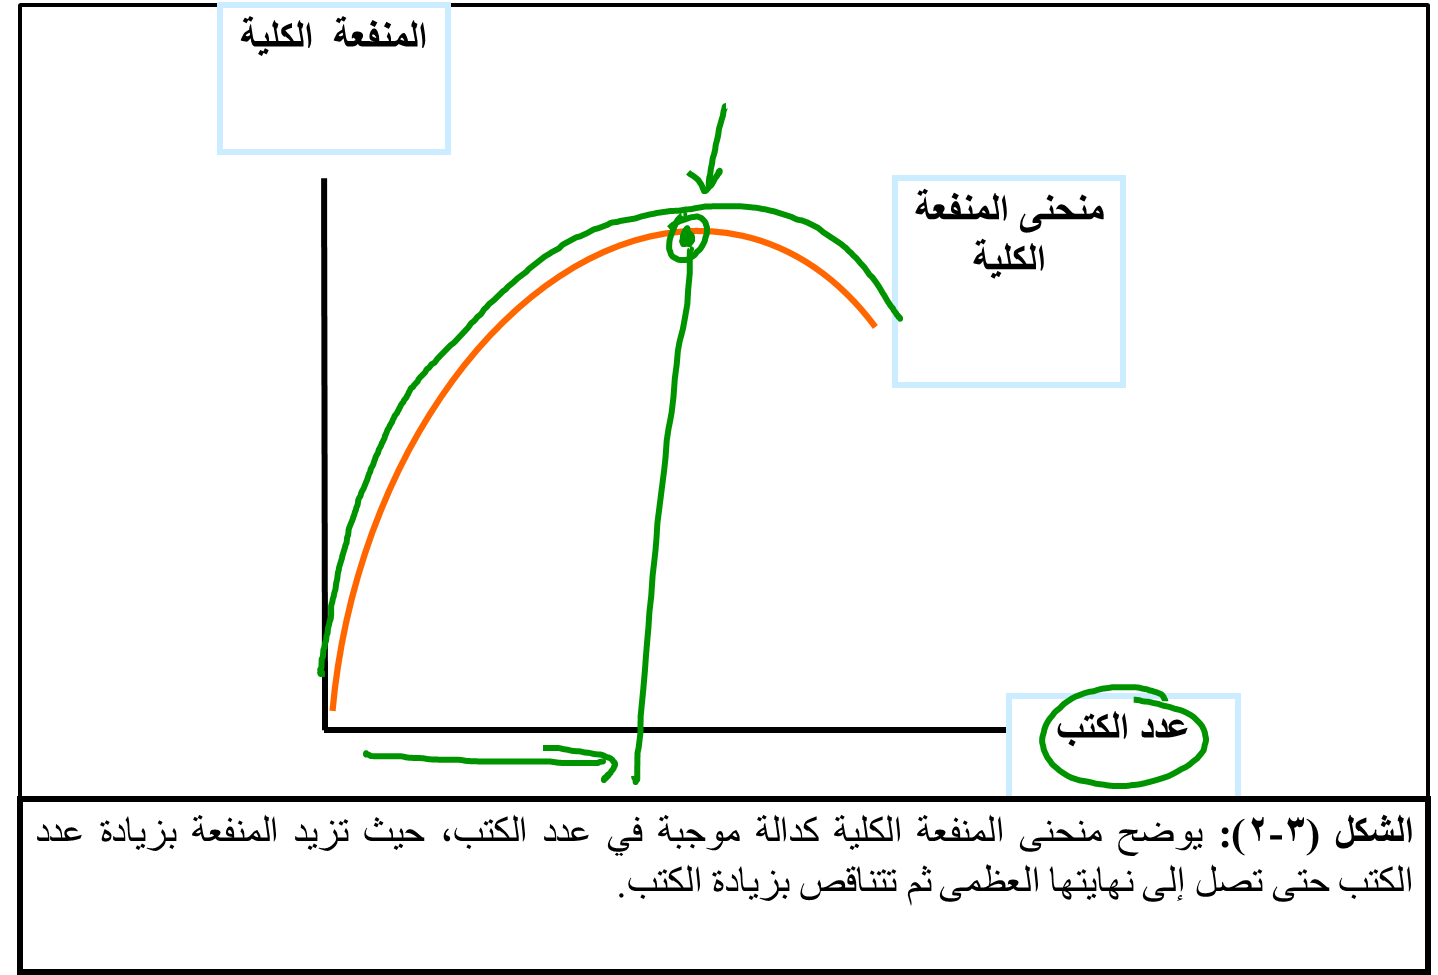 المنفعة الكلية
منحنى المنفعة
الكلية
عدد الكتب
الشكل (٣-٢): يوضح منحنى المنفعة الكلية كدالة موجبة في عدد الكتب، حيث تزيد المنفعة بزيادة عدد
الكتب حتى تصل إلى نهايتها العظمى ثم تتناقص بزيادة الكتب.